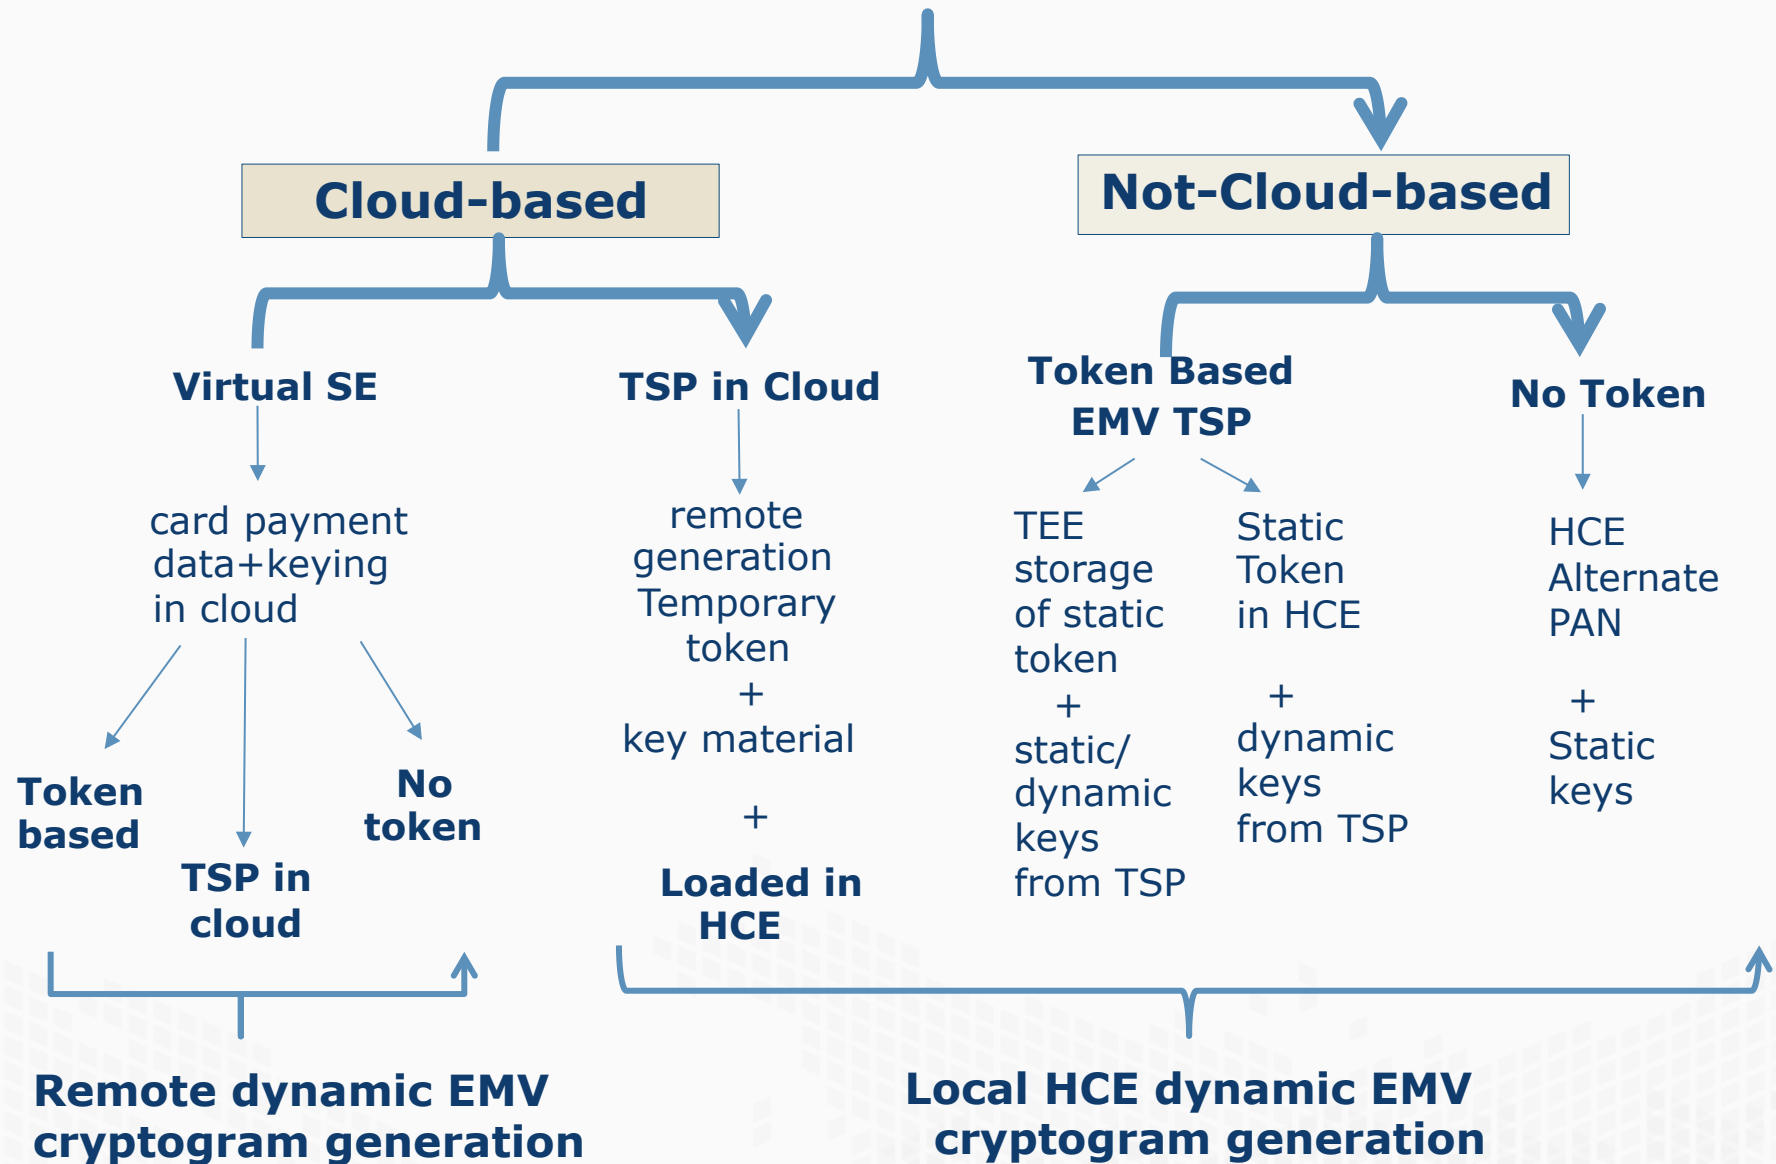 Cloud-based
Not-Cloud-based
Virtual SE
card payment
data+keying
in cloud
Token
based
TSP in
cloud
No
token
TSP in Cloud
remote
generation
Temporary
token
+
key material
+
Loaded in
HCE
Token Based
EMV TSP
TEE
storage
of static
token
+
static/
dynamic
keys
from TSP
Static
Token
in HCE
+
dynamic
keys
from TSP
No Token
HCE
Alternate
PAN
+
Static
keys
Remote dynamic EMV
cryptogram generation
Local HCE dynamic EMV
cryptogram generation